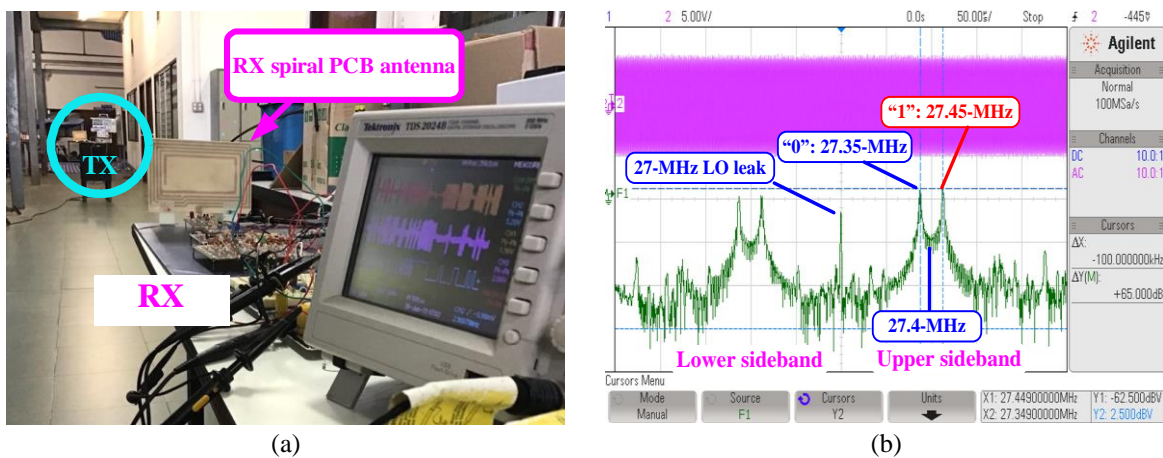 RX spiral PCB antenna
TX
RX
Tektronix TDS 2024B
(a)
1 2 5.00V/ 0.0s 50.00%/ Stop 2
Agilent
Acquisition
Normal
100MSa/s
Channels
DC 10.0:1
AC 10.0:1
Cursors
ΔX:
-100.000000kHz
ΔY(M):
+65.000dB
2
F1
“1”: 27.45-MHz
“0”: 27.35-MHz
27-MHz LO leak
27.4-MHz
Lower sideband Upper sideband
Cursors Menu
Mode
Manual
Source
F1
Cursors
Y2
Units
X1: 27.44900000MHz Y1: -62.500dBV
X2: 27.34900000MHz Y2: 2.500dBV
(b)